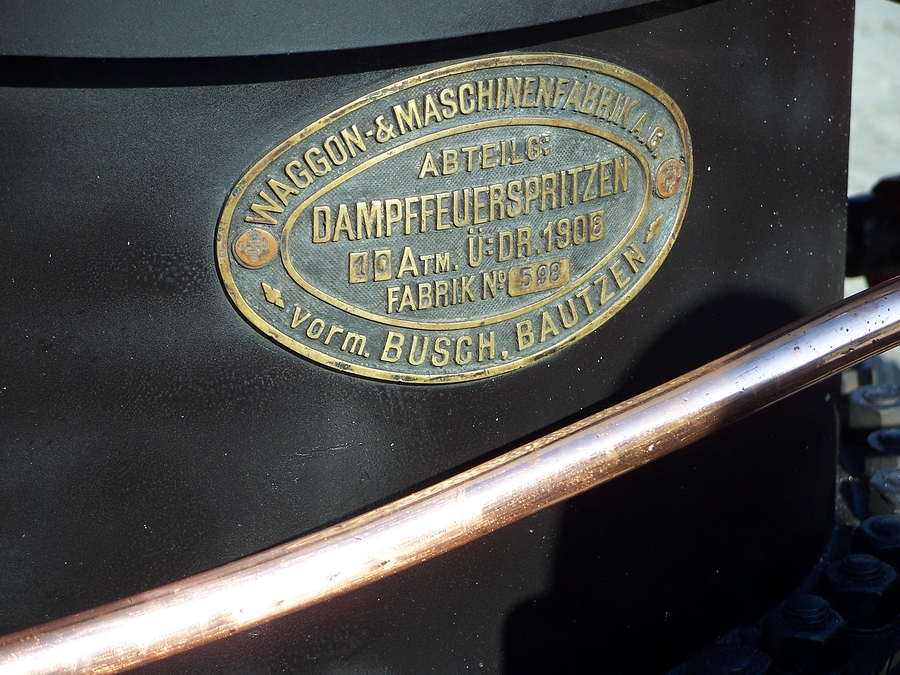 WAGGON-& MASCHINENFABRIK A.G.
ABTEILG:
DAMPFFEUERSPRITZEN
10 ATM. Ü:DR. 1908
FABRIK No 598
vorm. BUSCH, BAUTZEN